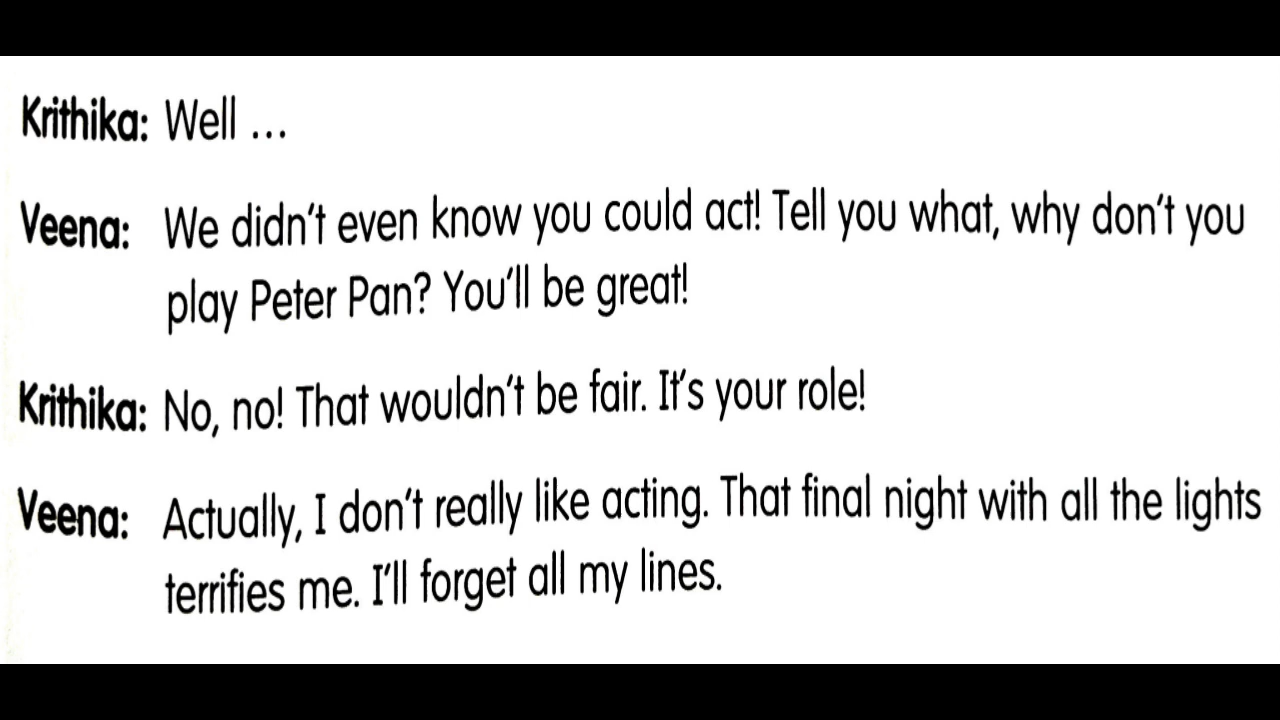 Krithika: Well ...
Veena: We didn't even know you could act! Tell you what, why don't you
play Peter Pan? You'll be great!
Krithika: No, no! That wouldn't be fair. It's your role!
Veena: Actually, I don't really like acting. That final night with all the lights
terrifies me. I'll forget all my lines.